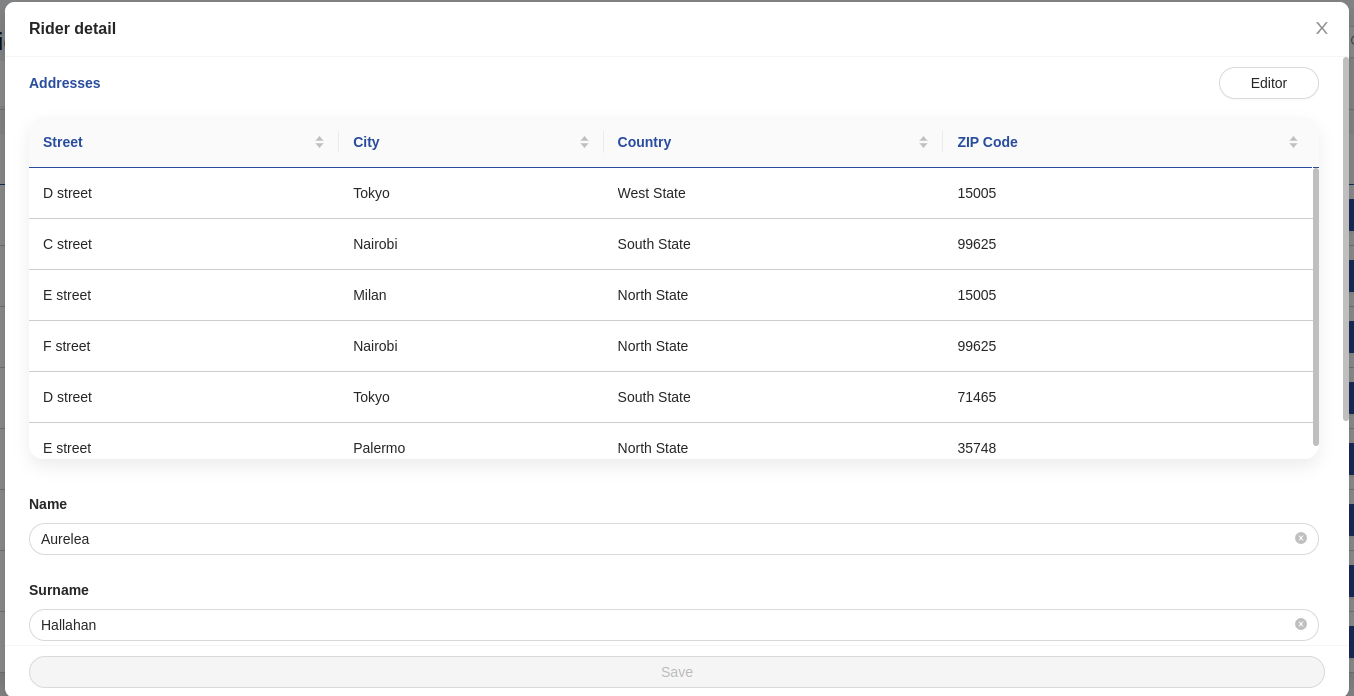 Rider detail
Addresses Editor
Street City Country ZIP Code
D street Tokyo West State 15005
C street Nairobi South State 99625
E street Milan North State 15005
F street Nairobi North State 99625
D street Tokyo South State 71465
E street Palermo North State 35748
Name
Aurelea
Surname
Hallahan
Save